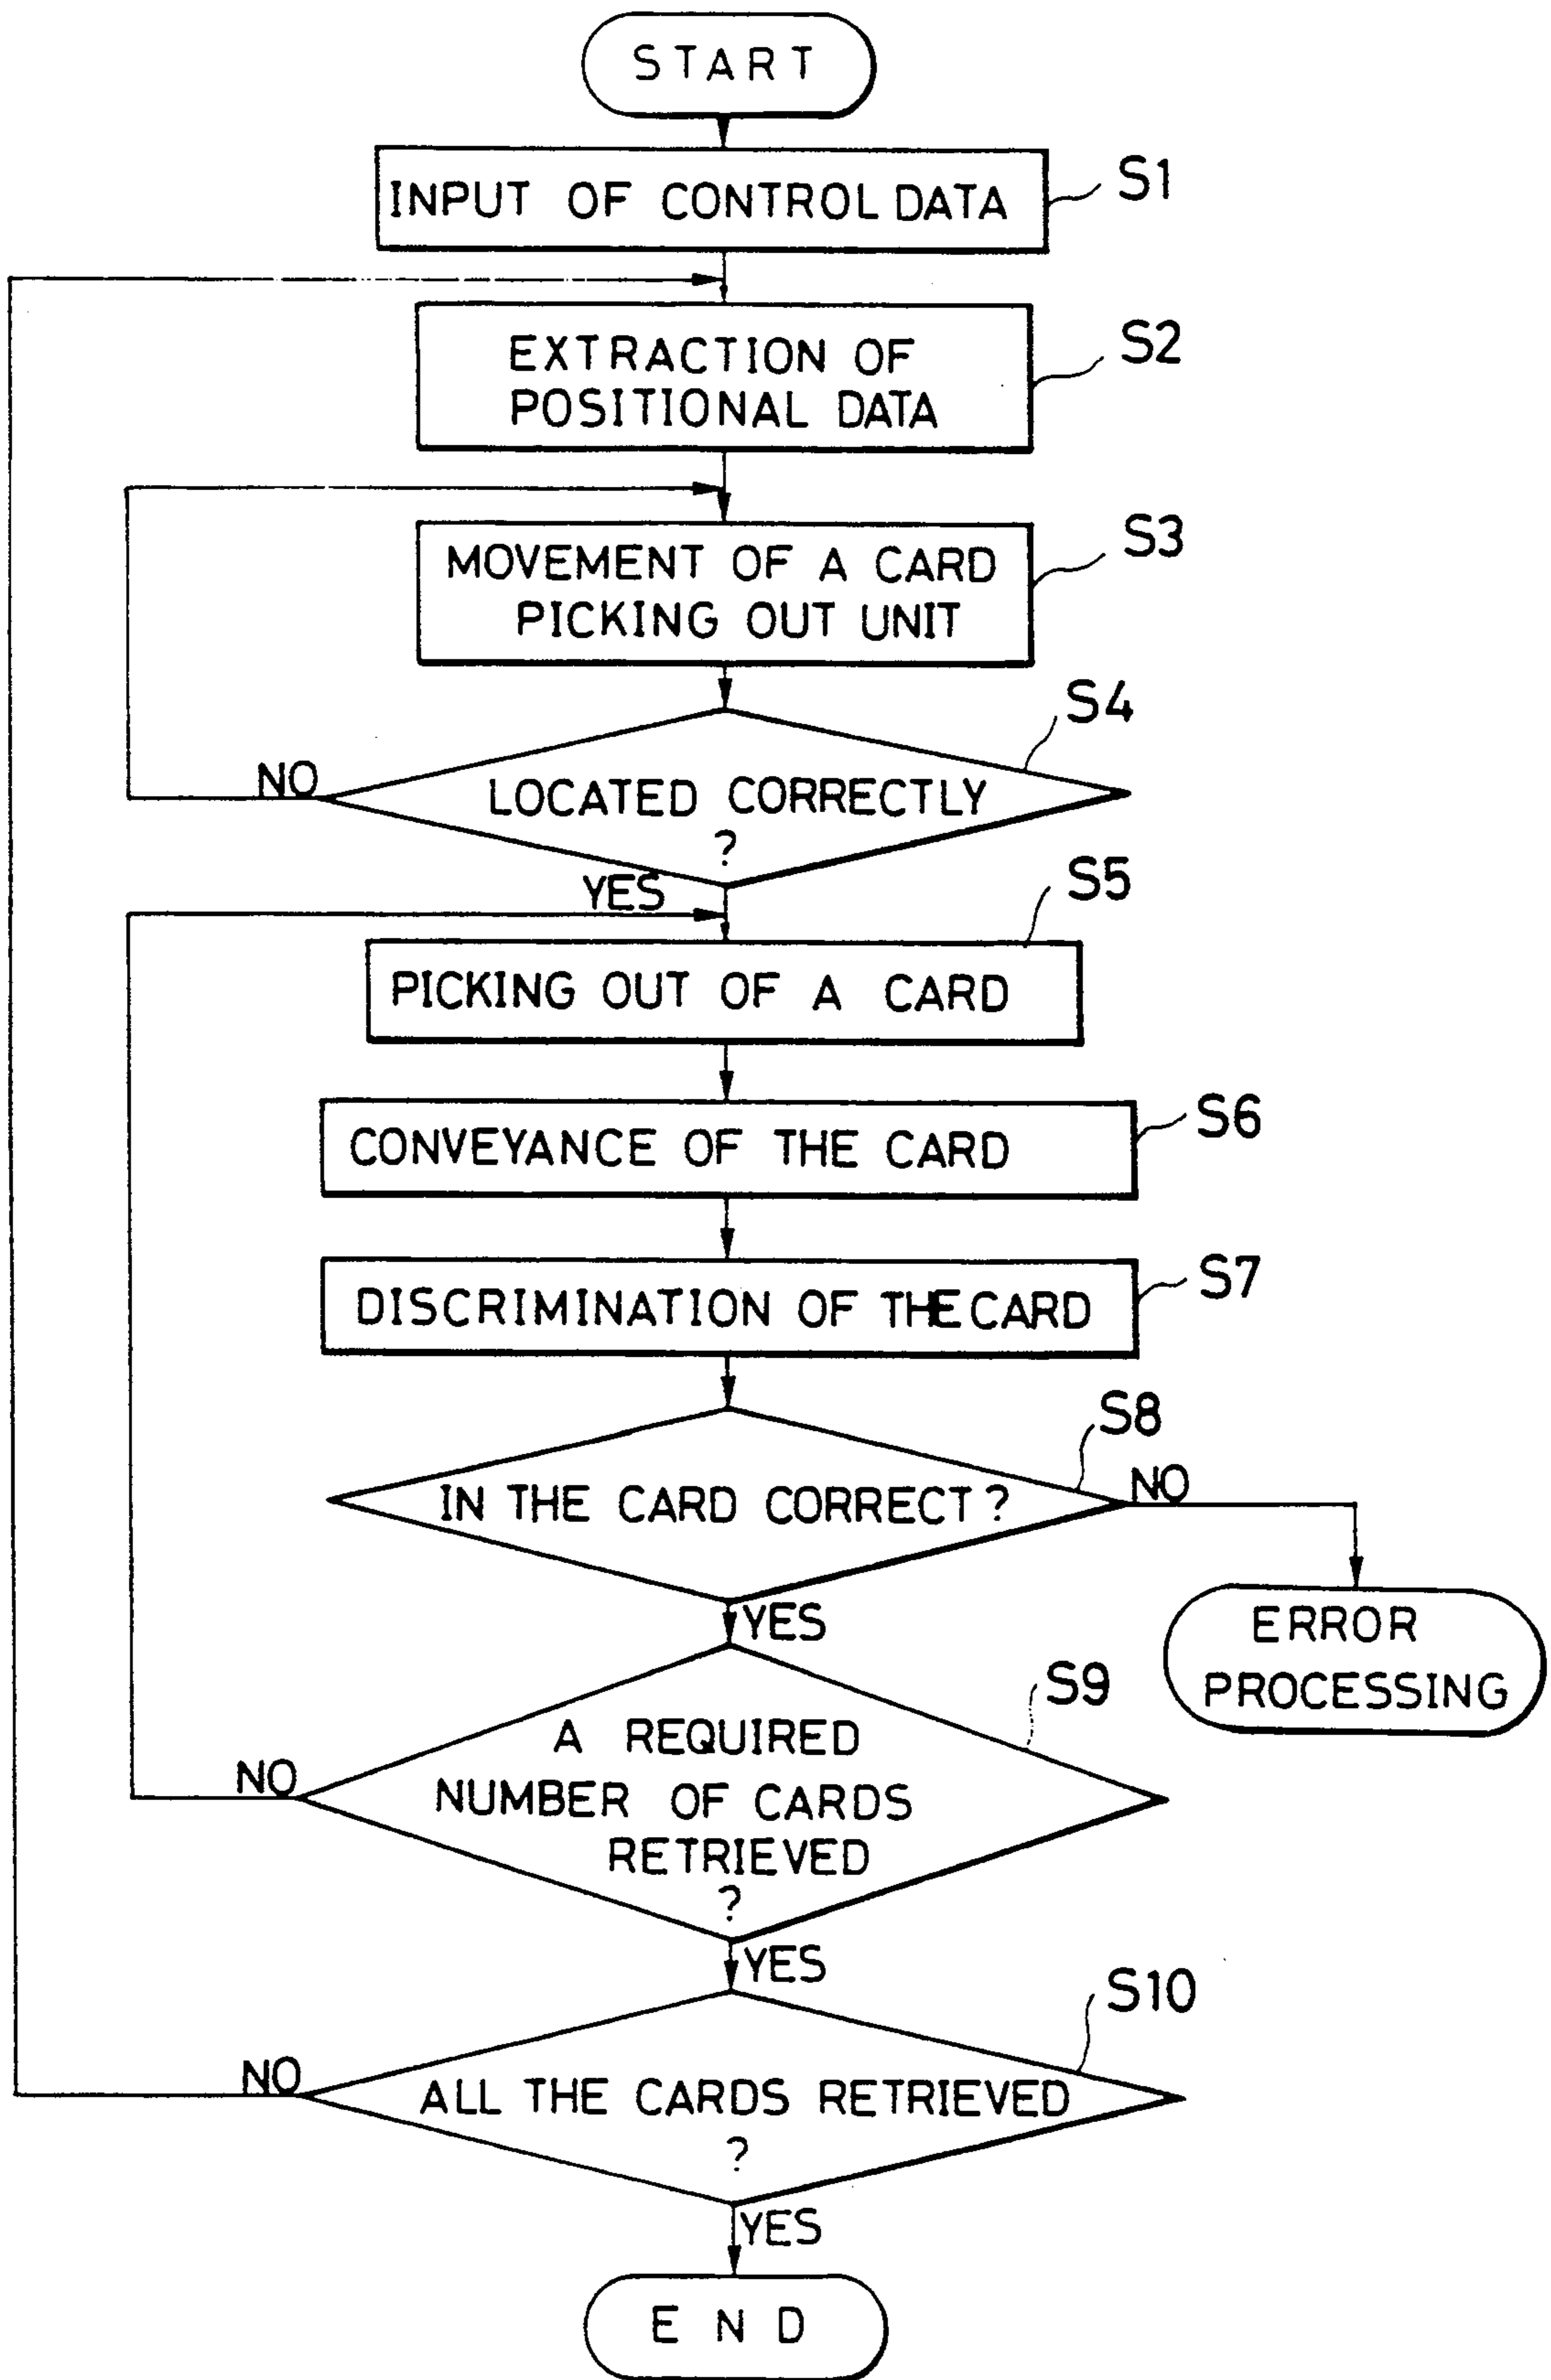 START
INPUT OF CONTROL DATA
S1
EXTRACTION OF
POSITIONAL DATA
S2
MOVEMENT OF A CARD
PICKING OUT UNIT
S3
S4
NO
LOCATED CORRECTLY
?
YES
S5
PICKING OUT OF A CARD
CONVEYANCE OF THE CARD
S6
DISCRIMINATION OF THE CARD
S7
S8
IN THE CARD CORRECT?
NO
YES
ERROR
PROCESSING
S9
A REQUIRED
NUMBER OF CARDS
RETRIEVED
?
NO
YES
S10
NO
ALL THE CARDS RETRIEVED
?
YES
END